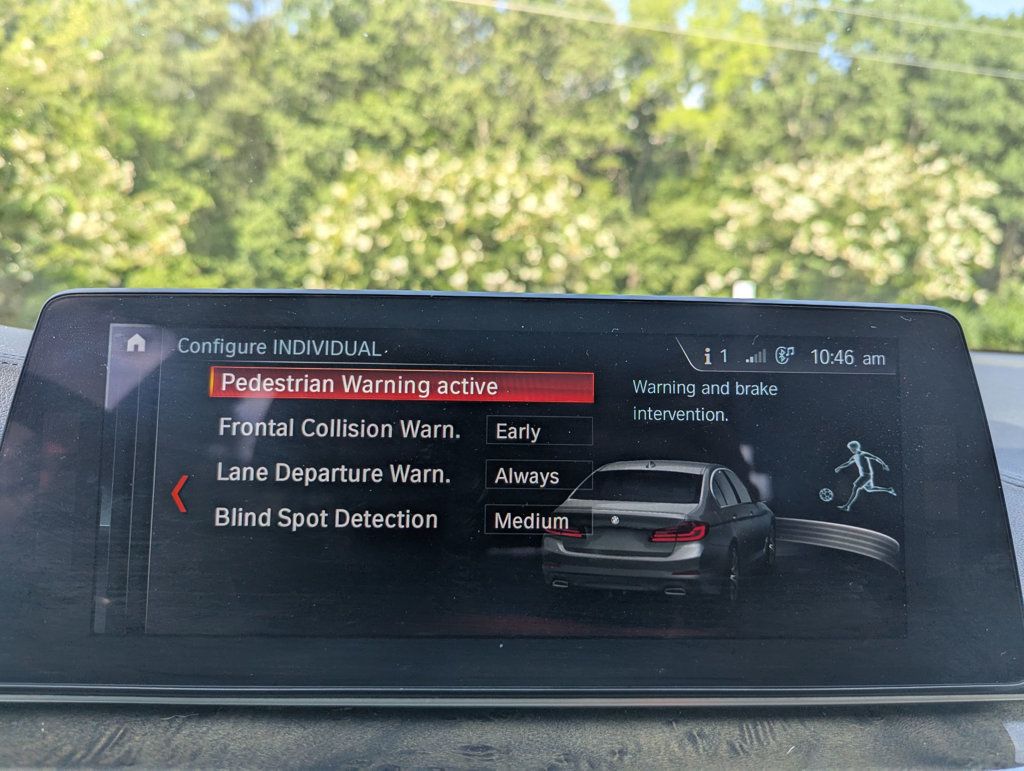 Configure INDIVIDUAL
1 10:46 am
Pedestrian Warning active
Warning and brake
intervention.
Frontal Collision Warn. Early
Lane Departure Warn. Always
Blind Spot Detection Medium